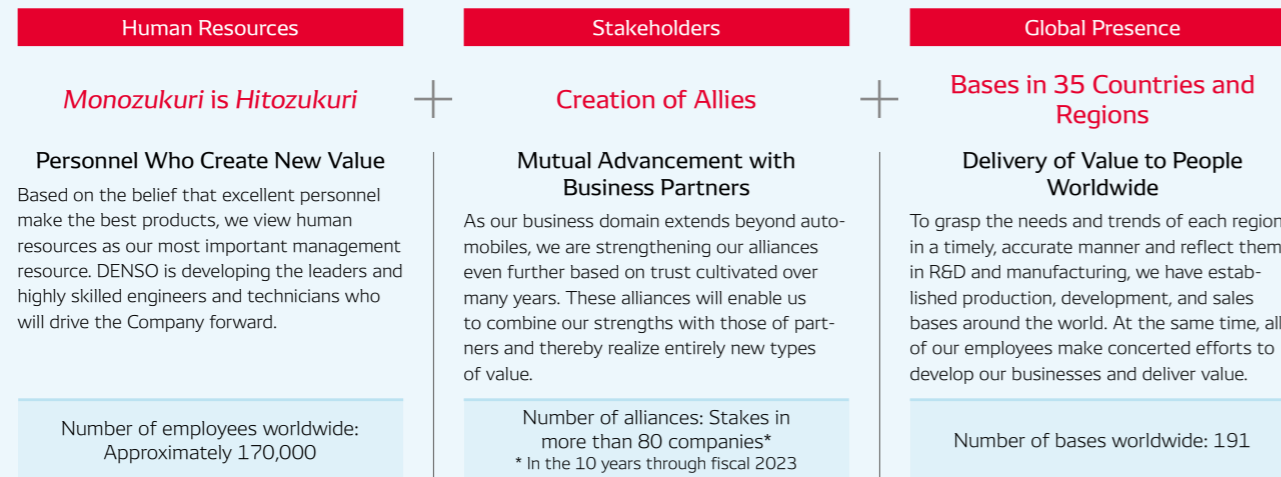 Human Resources
Monozukuri is Hitozukuri
Personnel Who Create New Value
Based on the belief that excellent personnel
make the best products, we view human
resources as our most important management
resource. DENSO is developing the leaders and
highly skilled engineers and technicians who
will drive the Company forward.
Number of employees worldwide:
Approximately 170,000
+
Stakeholders
Creation of Allies
Mutual Advancement with
Business Partners
As our business domain extends beyond auto-
mobiles, we are strengthening our alliances
even further based on trust cultivated over
many years. These alliances will enable us
to combine our strengths with those of part-
ners and thereby realize entirely new types
of value.
Number of alliances: Stakes in
more than 80 companies*
* In the 10 years through fiscal 2023
+
Global Presence
Bases in 35 Countries and
Regions
Delivery of Value to People
Worldwide
To grasp the needs and trends of each region
in a timely, accurate manner and reflect them
in R&D and manufacturing, we have estab-
lished production, development, and sales
bases around the world. At the same time, all
of our employees make concerted efforts to
develop our businesses and deliver value.
Number of bases worldwide: 191